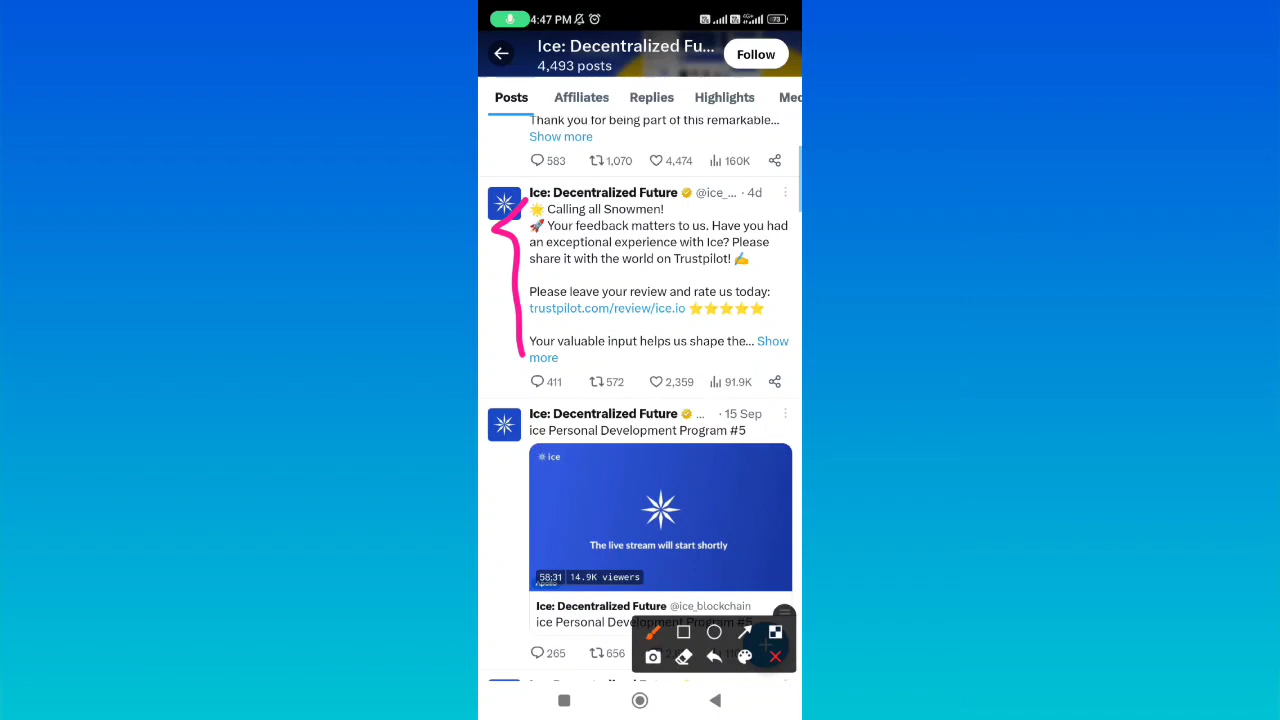 4:47 PM
4G+
73
Ice: Decentralized Fu...
4,493 posts
Follow
Posts
Affiliates
Replies
Highlights
Med
Thank you for being part of this remarkable...
Show more
583
1,070
4,474
160K
Ice: Decentralized Future @ice_... · 4d
🌟 Calling all Snowmen!
🚀 Your feedback matters to us. Have you had
an exceptional experience with Ice? Please
share it with the world on Trustpilot! ✍️
Please leave your review and rate us today:
trustpilot.com/review/ice.io ⭐⭐⭐⭐⭐
Your valuable input helps us shape the... Show
more
411
572
2,359
91.9K
Ice: Decentralized Future ... · 15 Sep
ice Personal Development Program #5
ice
The live stream will start shortly
58:31 14.9K viewers
Ice: Decentralized Future @ice_blockchain
ice Personal Development Program #5
265
656